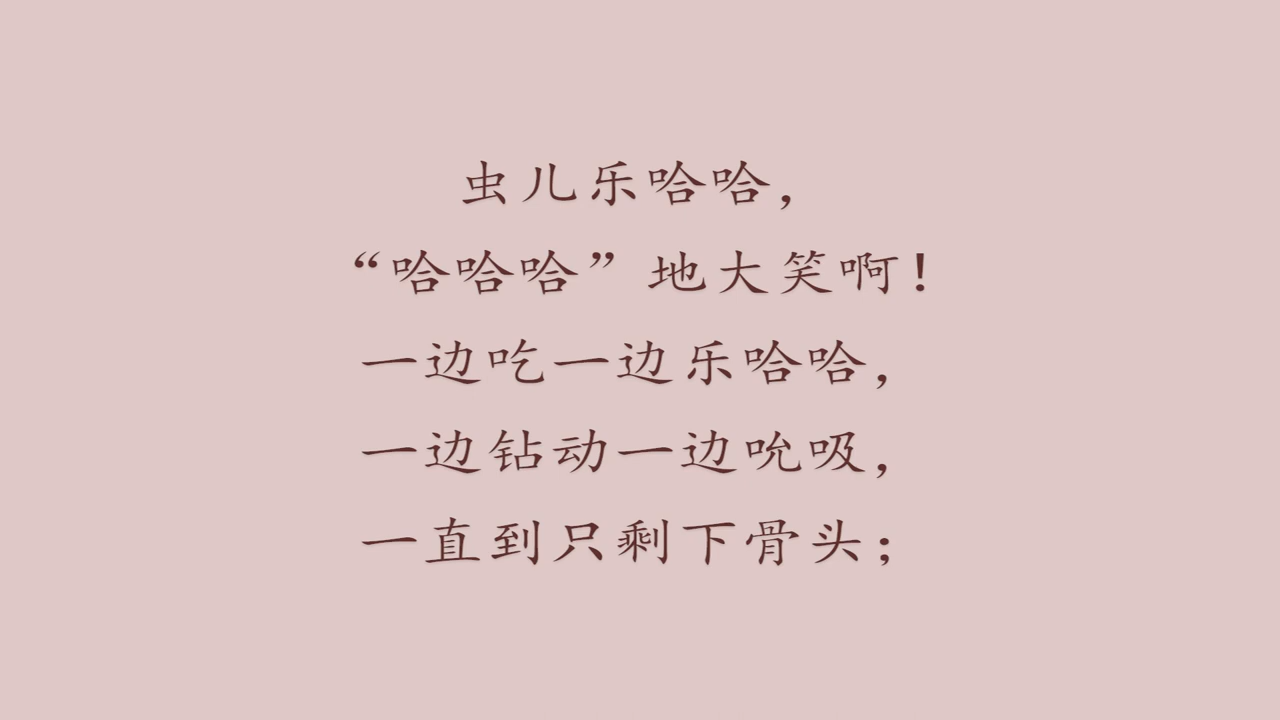 虫儿乐哈哈，
“哈哈哈”地大笑啊！
一边吃一边乐哈哈，
一边钻动一边吮吸，
一直到只剩下骨头；